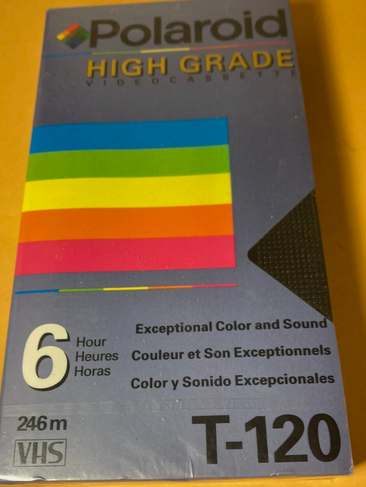 Polaroid
HIGH GRADE
VIDEOCASSETTE
6 Hour
Heures
Horas
Exceptional Color and Sound
Couleur et Son Exceptionnels
Color y Sonido Excepcionales
246m
VHS
T-120